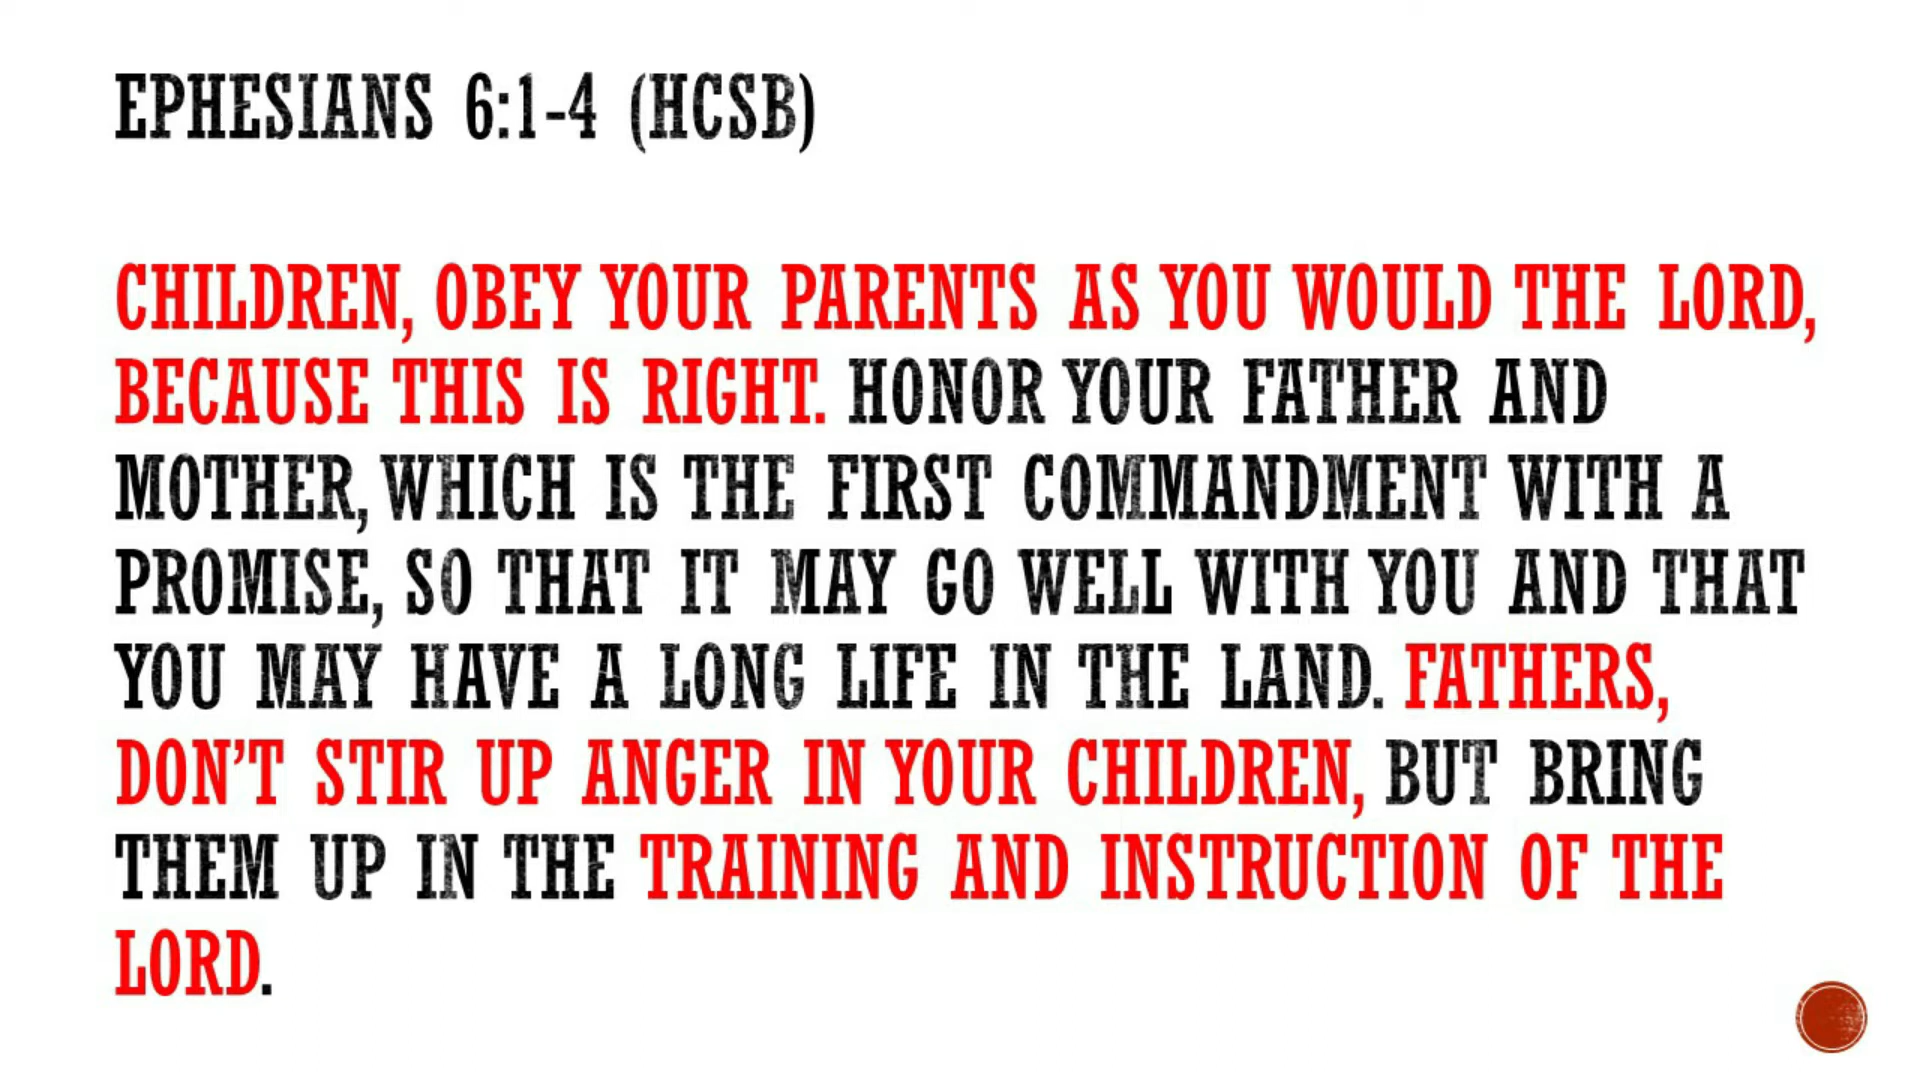 EPHESIANS 6:1-4 (HCSB)
CHILDREN, OBEY YOUR PARENTS AS YOU WOULD THE LORD,
BECAUSE THIS IS RIGHT. HONOR YOUR FATHER AND
MOTHER, WHICH IS THE FIRST COMMANDMENT WITH A
PROMISE, SO THAT IT MAY GO WELL WITH YOU AND THAT
YOU MAY HAVE A LONG LIFE IN THE LAND. FATHERS,
DON’T STIR UP ANGER IN YOUR CHILDREN, BUT BRING
THEM UP IN THE TRAINING AND INSTRUCTION OF THE
LORD.